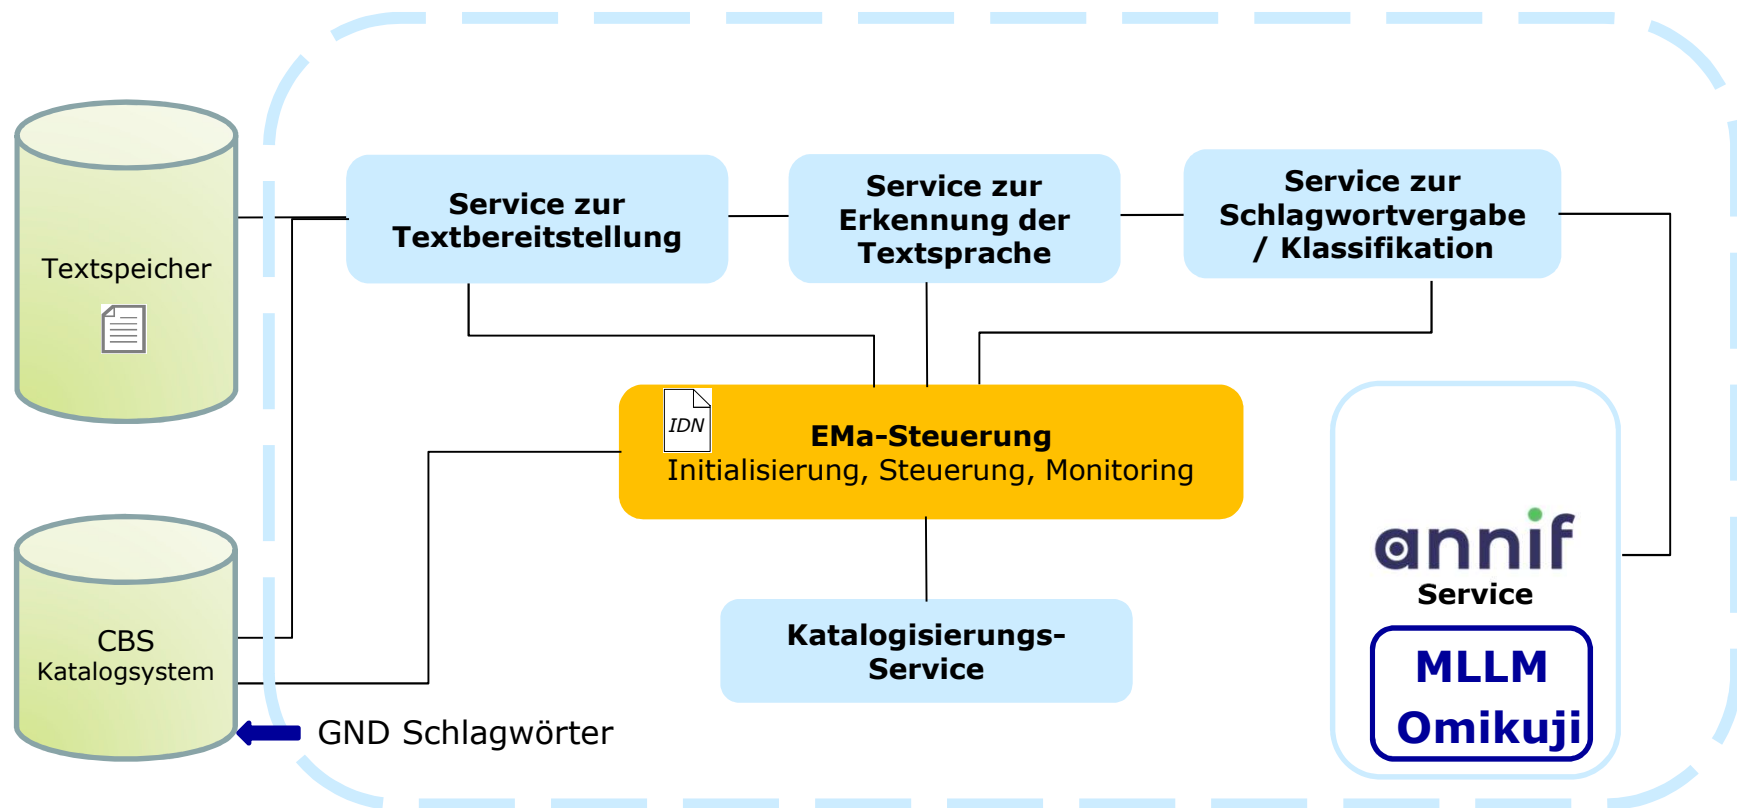 Service zur
Textbereitstellung
Service zur
Erkennung der
Textsprache
Service zur
Schlagwortvergabe
/ Klassifikation
Textspeicher
IDN
EMa-Steuerung
Initialisierung, Steuerung, Monitoring
annif
Service
MLLM
Omikuji
CBS
Katalogsystem
Katalogisierungs-
Service
GND Schlagwörter